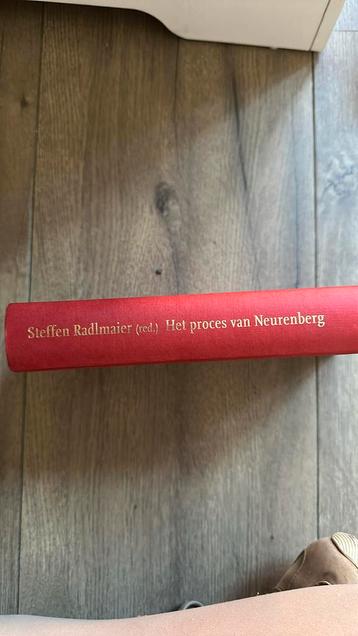 Steffen Radlmaier (red.) Het proces van Neurenberg